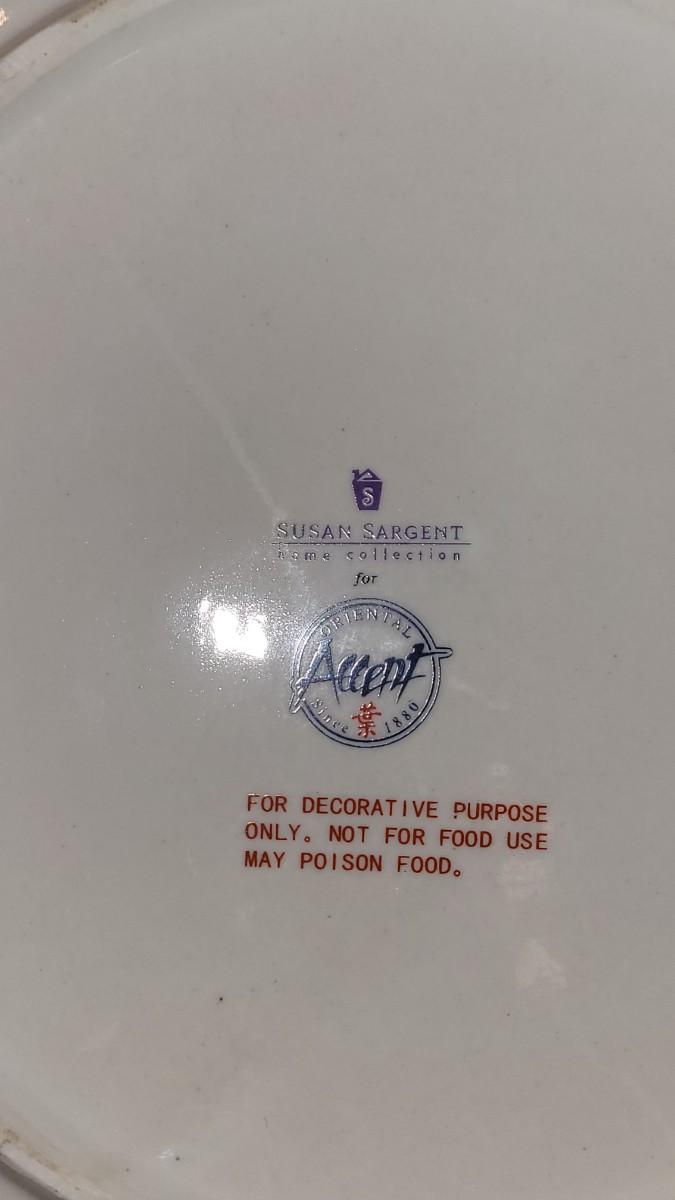 S
SUSAN SARGENT
home collection
for
ORIENTAL
Accent
Since 葉 1880
FOR DECORATIVE PURPOSE
ONLY。 NOT FOR FOOD USE
MAY POISON FOOD。